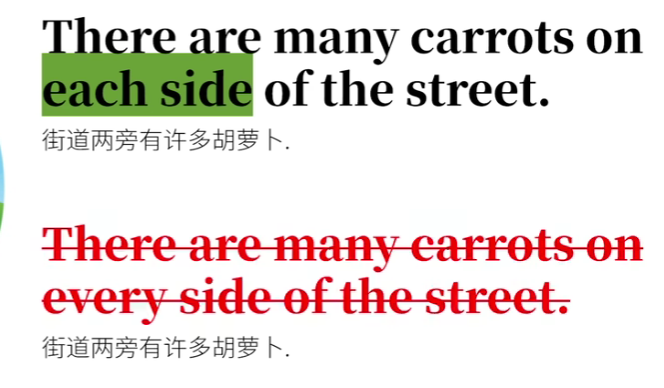 There are many carrots on
each side of the street.
街道两旁有许多胡萝卜.
There are many carrots on
every side of the street.
街道两旁有许多胡萝卜.